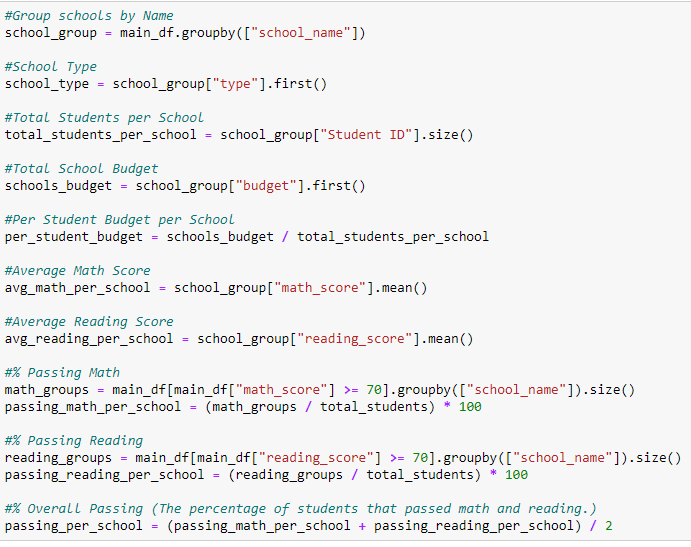 #Group schools by Name
school_group = main_df.groupby(["school_name"])
#School Type
school_type = school_group["type"].first()
#Total Students per School
total_students_per_school = school_group["Student ID"].size()
#Total School Budget
schools_budget = school_group["budget"].first()
#Per Student Budget per School
per_student_budget = schools_budget / total_students_per_school
#Average Math Score
avg_math_per_school = school_group["math_score"].mean()
#Average Reading Score
avg_reading_per_school = school_group["reading_score"].mean()
#% Passing Math
math_groups = main_df[main_df["math_score"] >= 70].groupby(["school_name"]).size()
passing_math_per_school = (math_groups / total_students) * 100
#% Passing Reading
reading_groups = main_df[main_df["reading_score"] >= 70].groupby(["school_name"]).size()
passing_reading_per_school = (reading_groups / total_students) * 100
#% Overall Passing (The percentage of students that passed math and reading.)
passing_per_school = (passing_math_per_school + passing_reading_per_school) / 2